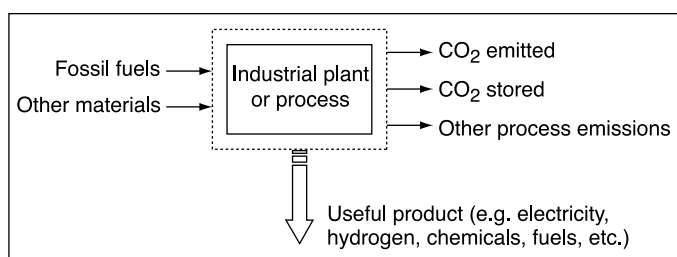 Fossil fuels
Other materials
Industrial plant
or process
CO₂ emitted
CO₂ stored
Other process emissions
Useful product (e.g. electricity,
hydrogen, chemicals, fuels, etc.)